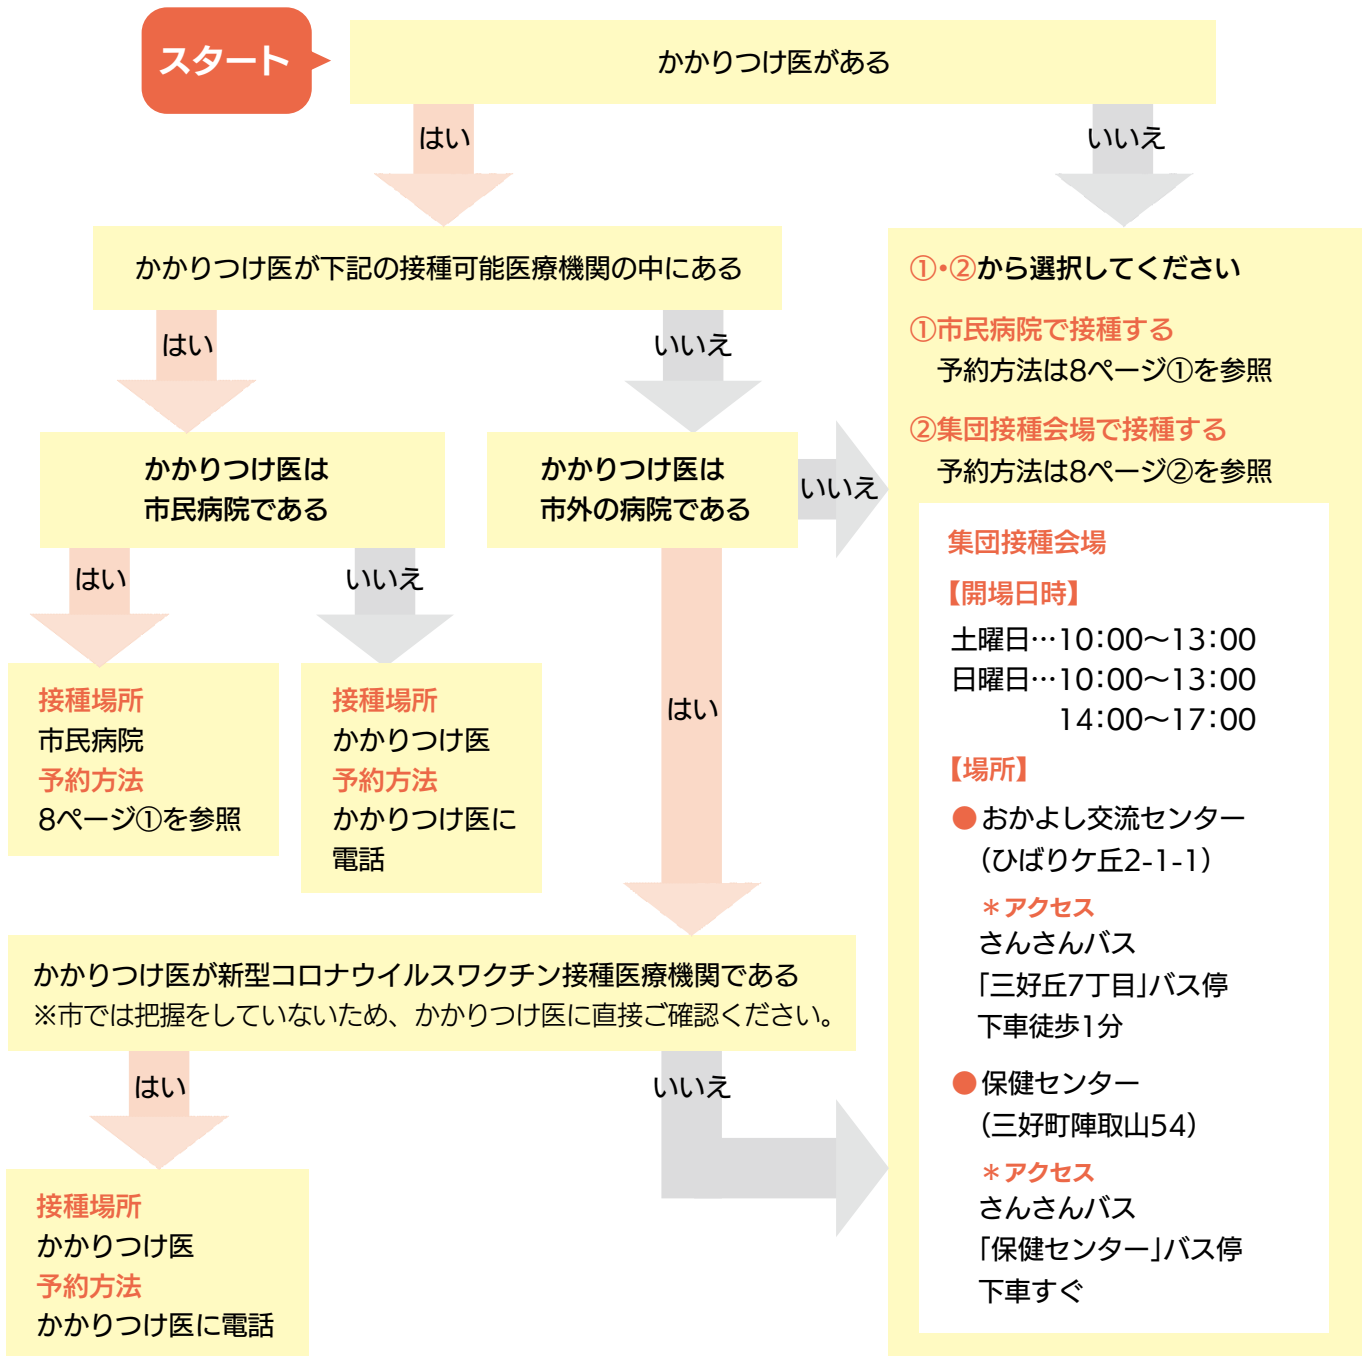 スタート
かかりつけ医がある
はい
いいえ
かかりつけ医が下記の接種可能医療機関の中にある
はい
いいえ
かかりつけ医は
市民病院である
はい
いいえ
かかりつけ医は
市外の病院である
いいえ
はい
接種場所
市民病院
予約方法
8ページ①を参照
接種場所
かかりつけ医
予約方法
かかりつけ医に
電話
かかりつけ医が新型コロナウイルスワクチン接種医療機関である
※市では把握をしていないため、かかりつけ医に直接ご確認ください。
はい
いいえ
接種場所
かかりつけ医
予約方法
かかりつけ医に電話
①・②から選択してください
①市民病院で接種する
予約方法は8ページ①を参照
②集団接種会場で接種する
予約方法は8ページ②を参照
集団接種会場
【開場日時】
土曜日…10：00～13：00
日曜日…10：00～13：00
14：00～17：00
【場所】
●おかよし交流センター
（ひばりケ丘2-1-1）
＊アクセス
さんさんバス
「三好丘7丁目」バス停
下車徒歩1分
●保健センター
（三好町陣取山54）
＊アクセス
さんさんバス
「保健センター」バス停
下車すぐ